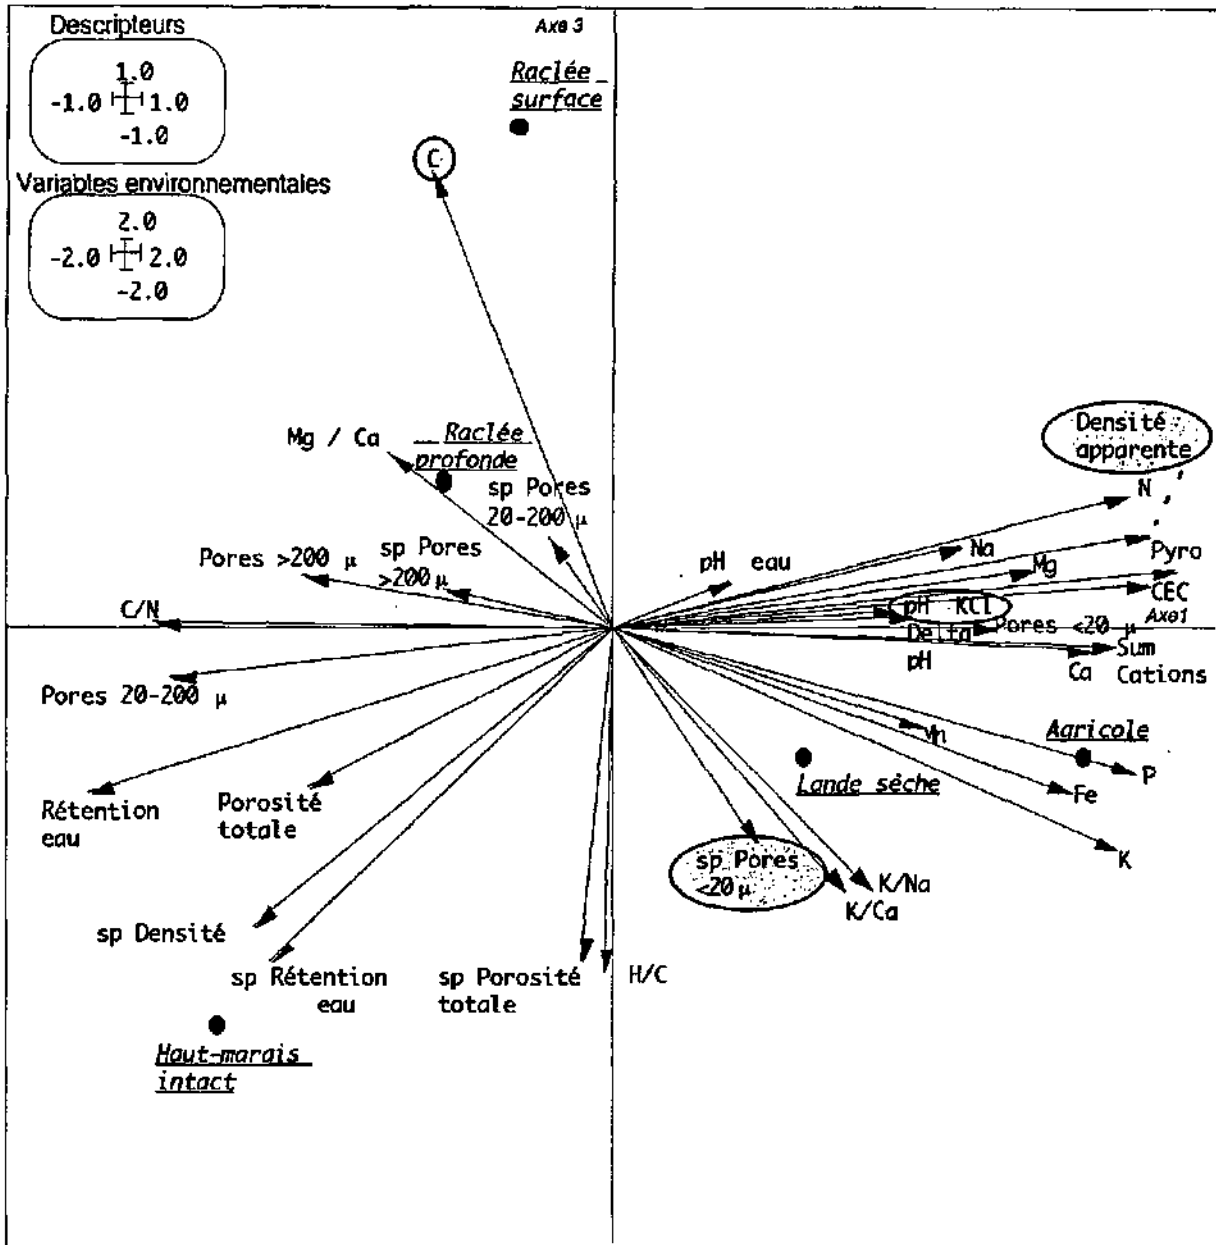 Descripteurs
1.0
-1.0 1.0
-1.0
Variables environnementales
2.0
-2.0 2.0
-2.0
Axe 3
Raclée
surface
C
Mg / Ca
Raclée
profonde
sp Pores
20-200 µ
Pores >200 µ
sp Pores
>200 µ
C/N
Pores 20-200 µ
Rétention
eau
Porosité
totale
sp Densité
sp Rétention
eau
sp Porosité
totale
H/C
Haut-marais
intact
Densité
apparente
N
Na
pH eau
Mg
Pyro
CEC
pH KCl
Axe1
Delta
pH
Pores <20 µ
Sum
Cations
Ca
Mn
Agricole
Lande sèche
P
Fe
K
sp Pores
<20 µ
K/Na
K/Ca